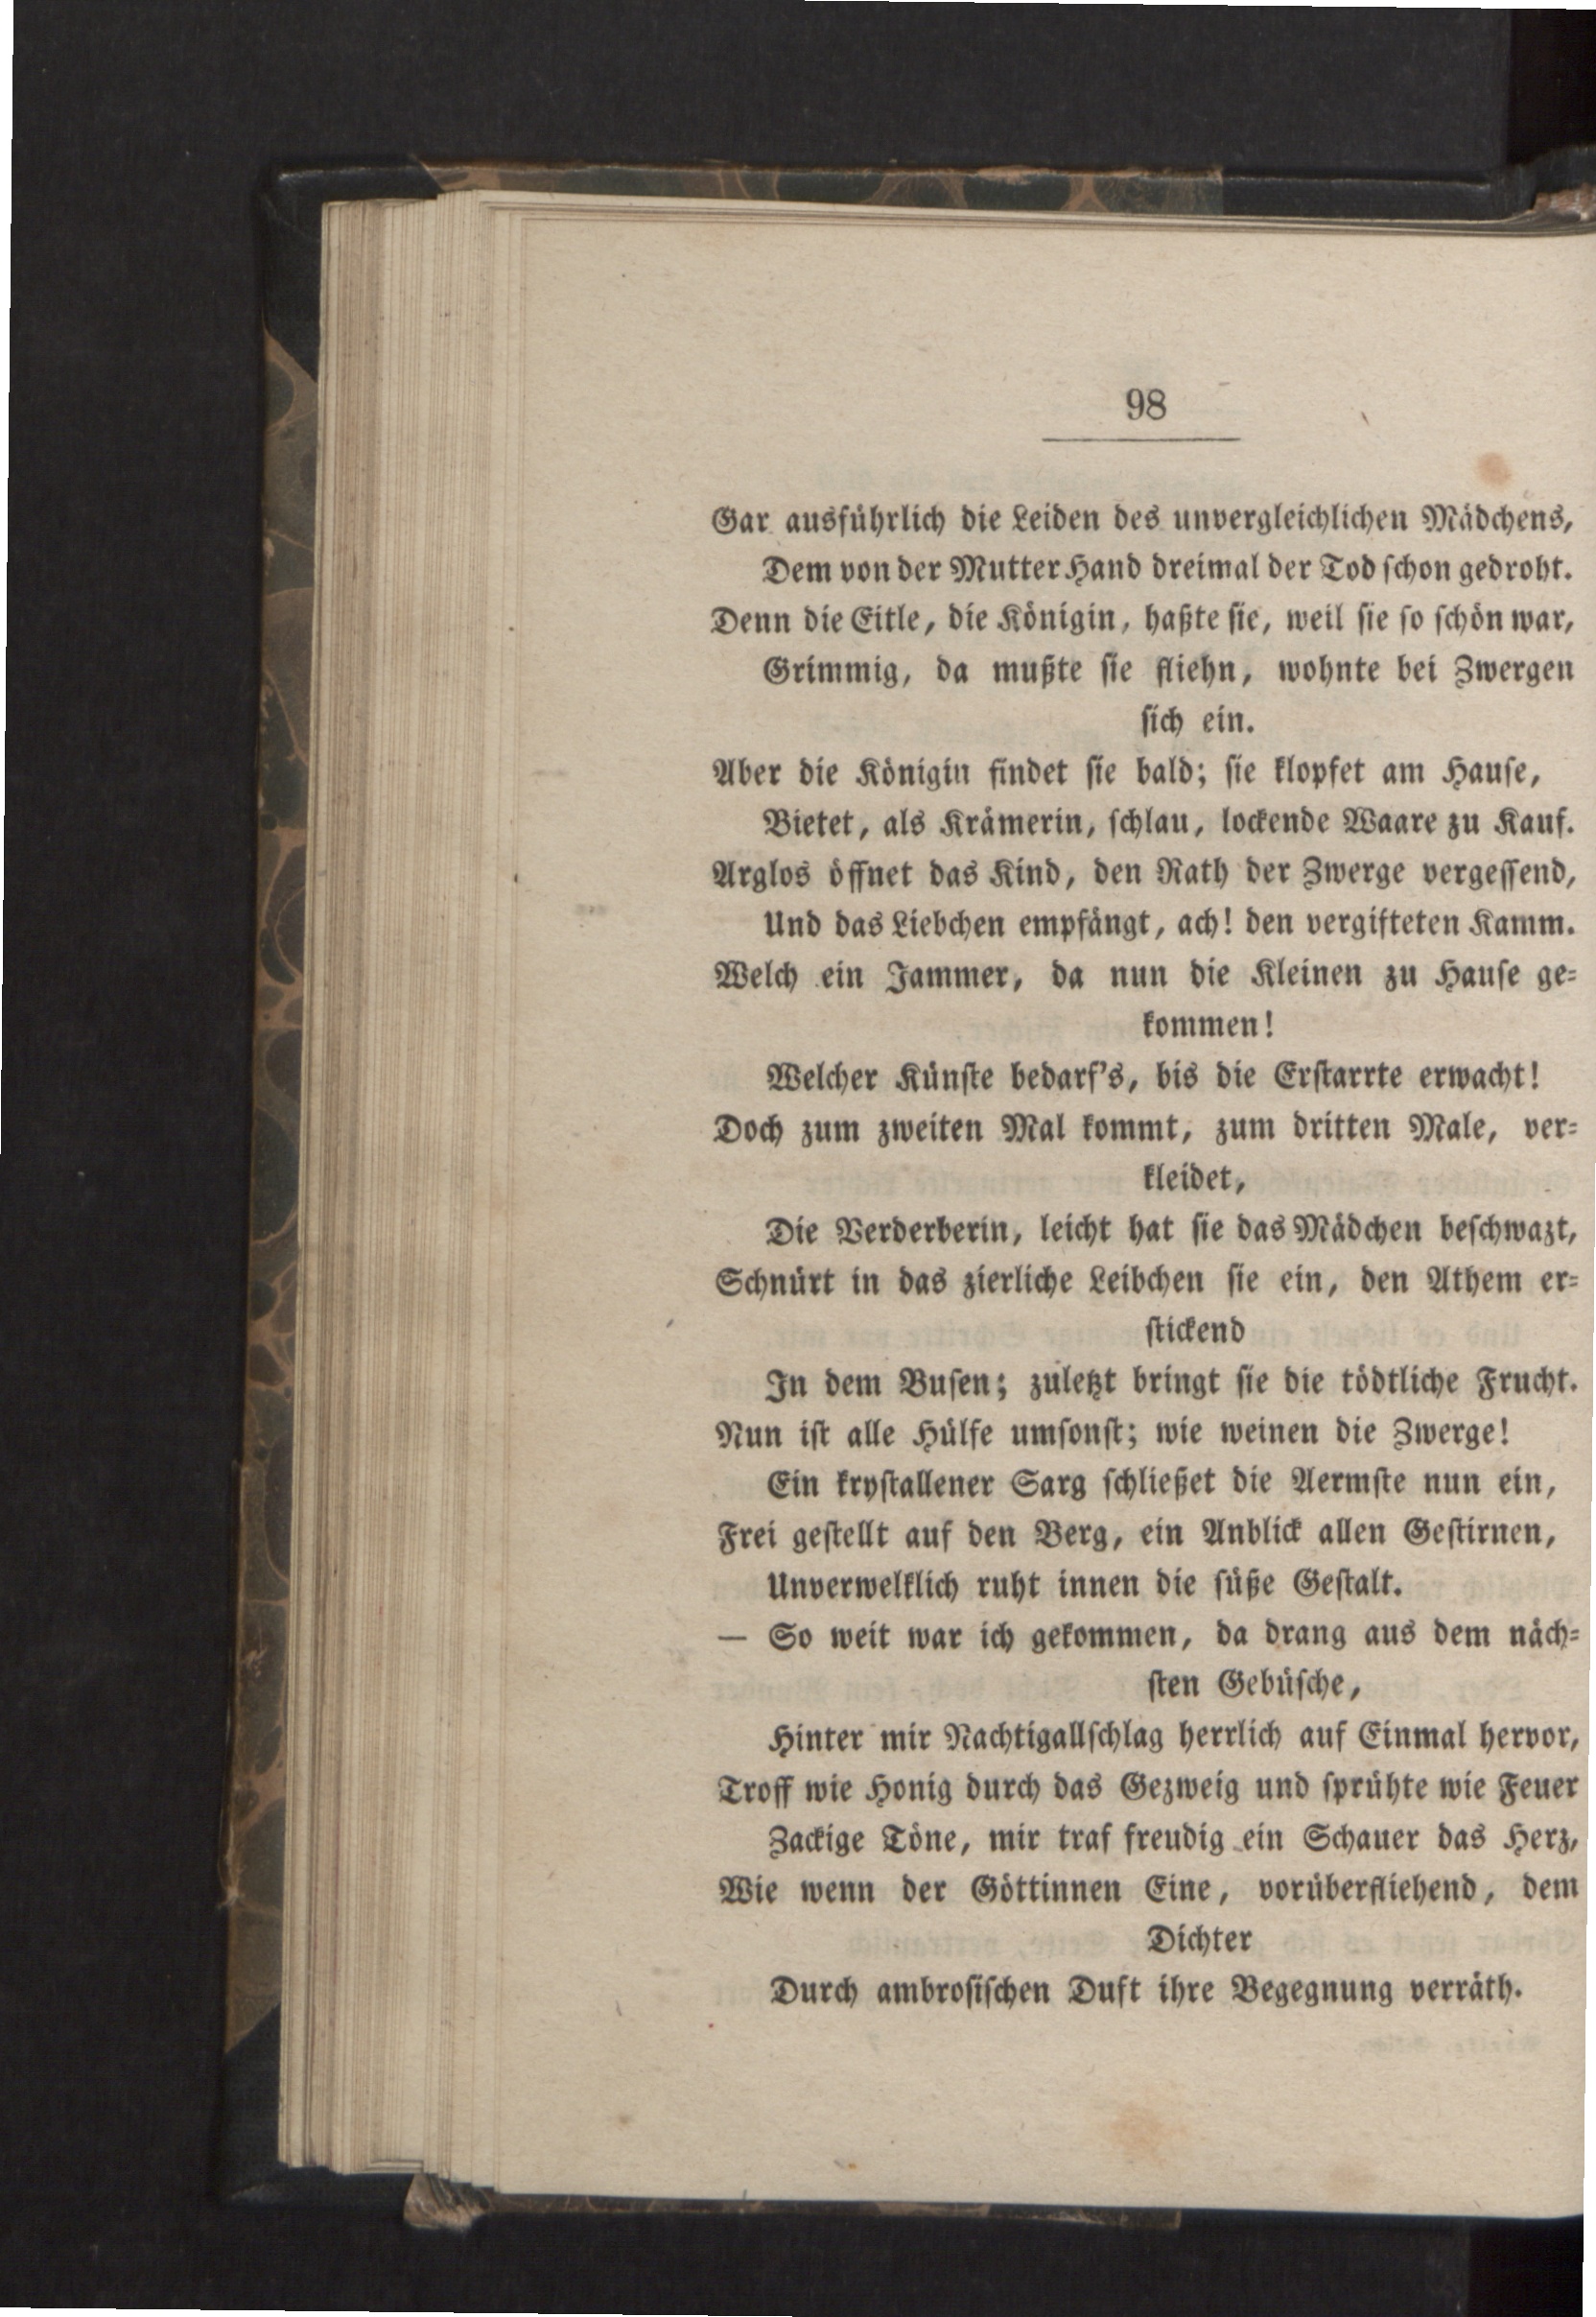 98
Gar ausführlich die Leiden des unvergleichlichen Mädchens,
Dem von der Mutter Hand dreimal der Tod ſchon gedroht.
Denn die Eitle, die Königin, haßte ſie, weil ſie ſo ſchön war,
Grimmig, da mußte ſie fliehn, wohnte bei Zwergen
ſich ein.
Aber die Königin findet ſie bald; ſie klopfet am Hauſe,
Bietet, als Krämerin, ſchlau, lockende Waare zu Kauf.
Arglos öffnet das Kind, den Rath der Zwerge vergeſſend,
Und das Liebchen empfängt, ach! den vergifteten Kamm.
Welch ein Jammer, da nun die Kleinen zu Hauſe ge⸗
kommen!
Welcher Künſte bedarf's, bis die Erſtarrte erwacht!
Doch zum zweiten Mal kommt, zum dritten Male, ver⸗
kleidet,
Die Verderberin, leicht hat ſie das Mädchen beſchwazt,
Schnürt in das zierliche Leibchen ſie ein, den Athem er⸗
ſtickend
In dem Buſen; zuletzt bringt ſie die tödtliche Frucht.
Nun iſt alle Hülfe umſonſt; wie weinen die Zwerge!
Ein kryſtallener Sarg ſchließet die Aermſte nun ein,
Frei geſtellt auf den Berg, ein Anblick allen Geſtirnen,
Unverwelklich ruht innen die ſüße Geſtalt.
— So weit war ich gekommen, da drang aus dem näch⸗
ſten Gebüſche,
Hinter mir Nachtigallſchlag herrlich auf Einmal hervor,
Troff wie Honig durch das Gezweig und ſprühte wie Feuer
Zackige Töne, mir traf freudig ein Schauer das Herz,
Wie wenn der Göttinnen Eine, vorüberfliehend, dem
Dichter
Durch ambroſiſchen Duft ihre Begegnung verräth.